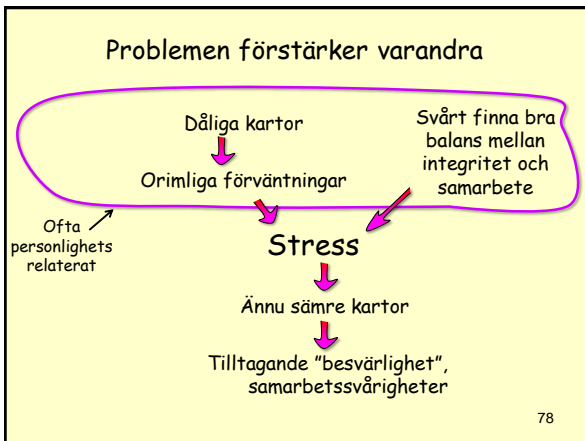 Problemen förstärker varandra
Dåliga kartor
Orimliga förväntningar
Svårt finna bra
balans mellan
integritet och
samarbete
Ofta
personlighets
relaterat
Stress
Ännu sämre kartor
Tilltagande ”besvärlighet”,
samarbetssvårigheter
78